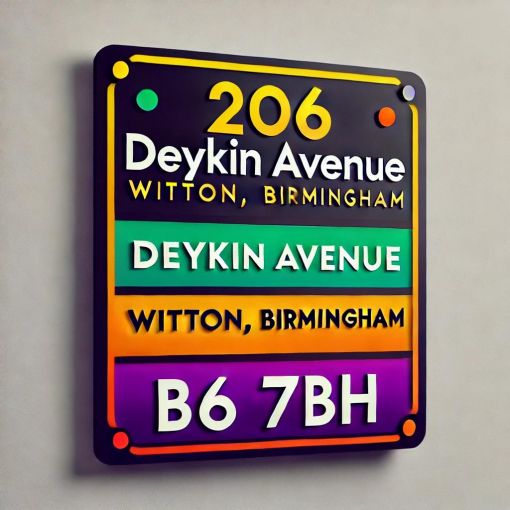 206
Deykin Avenue
WITTON, BIRMINGHAM
DEYKIN AVENUE
WITTON, BIRMINGHAM
B6 7BH